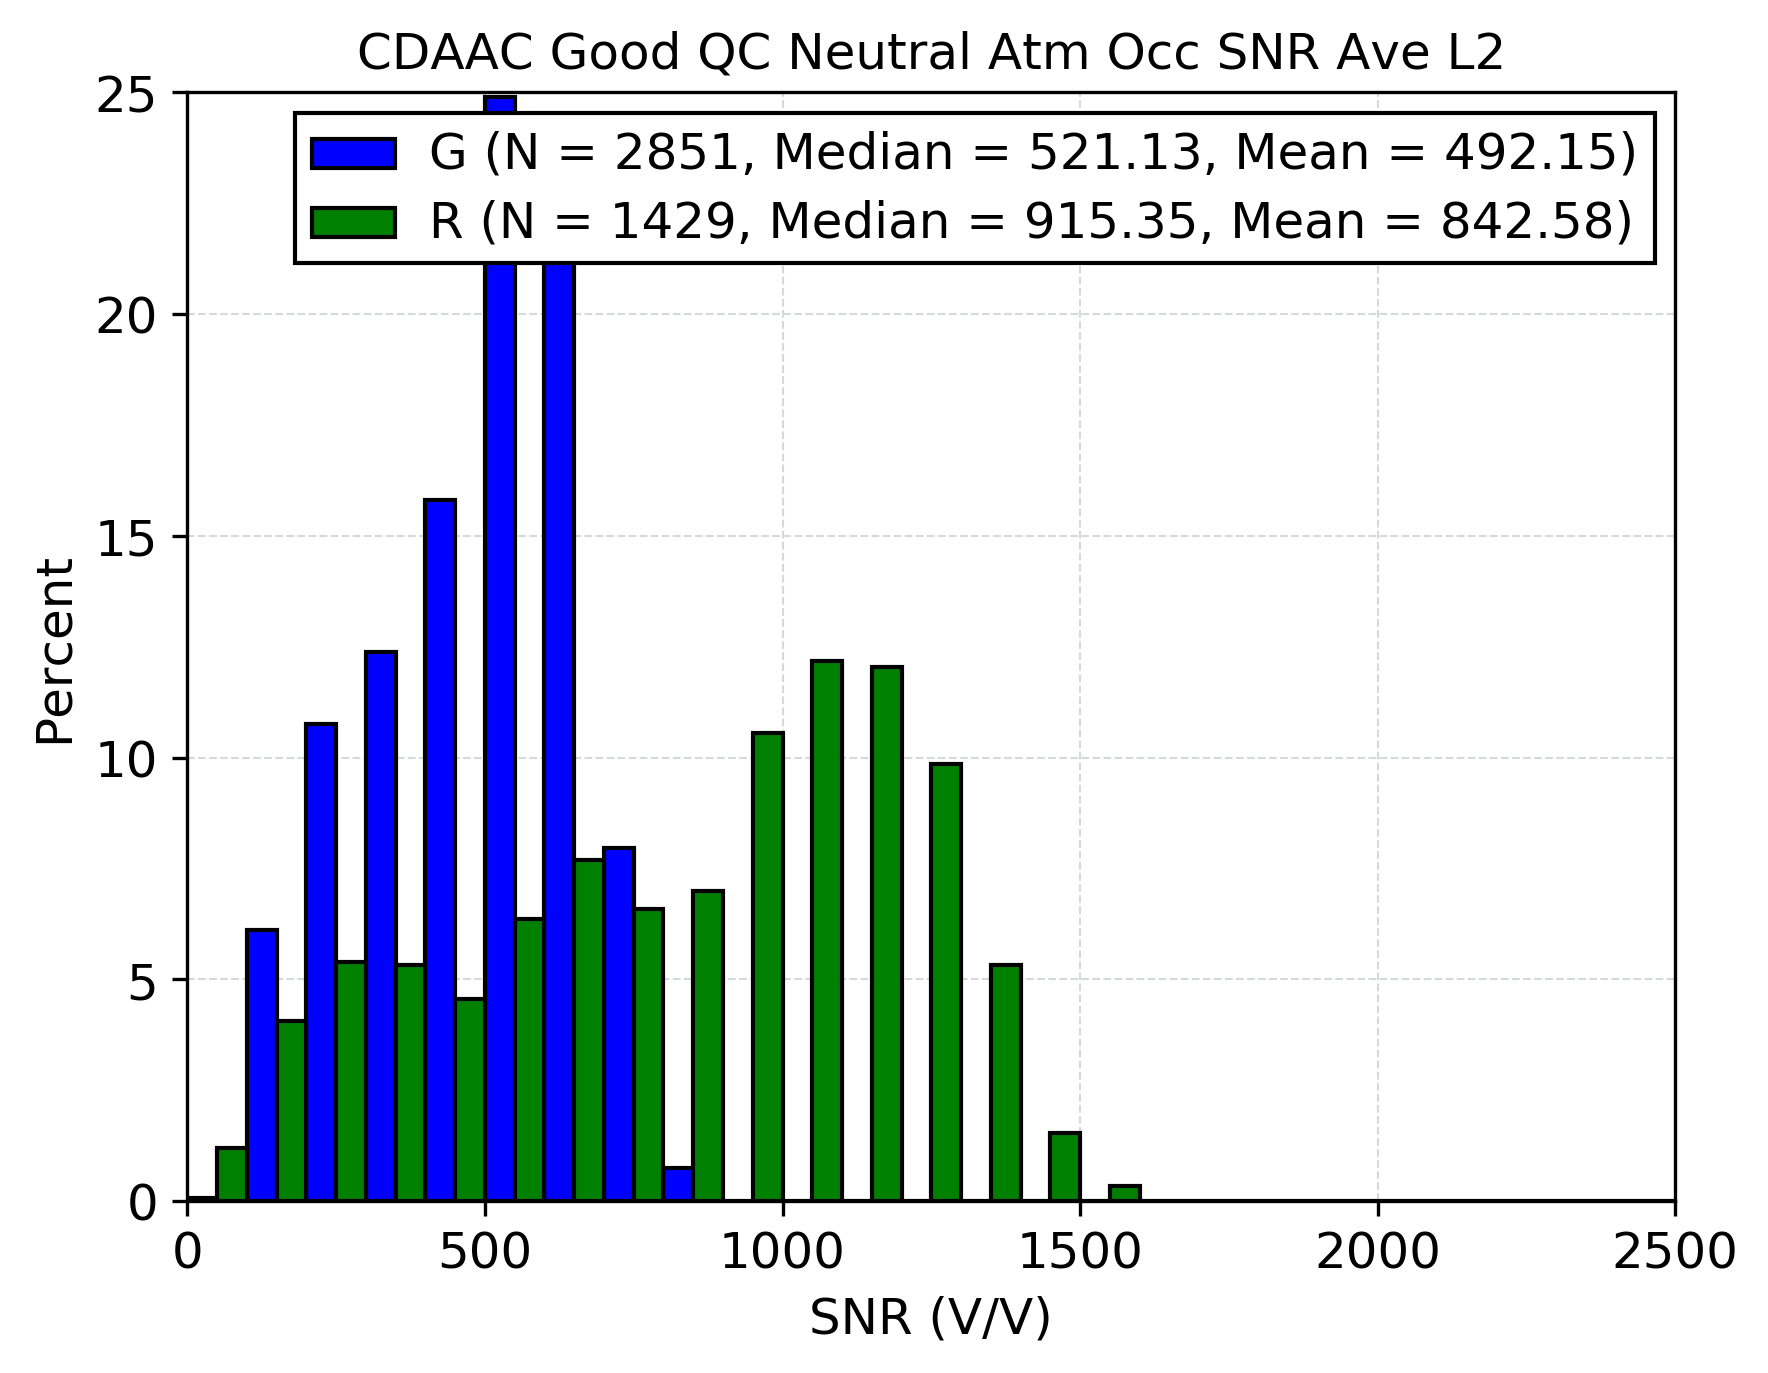 CDAAC Good QC Neutral Atm Occ SNR Ave L2
G (N = 2851, Median = 521.13, Mean = 492.15)
R (N = 1429, Median = 915.35, Mean = 842.58)
25
20
15
10
5
0
Percent
0 500 1000 1500 2000 2500
SNR (V/V)